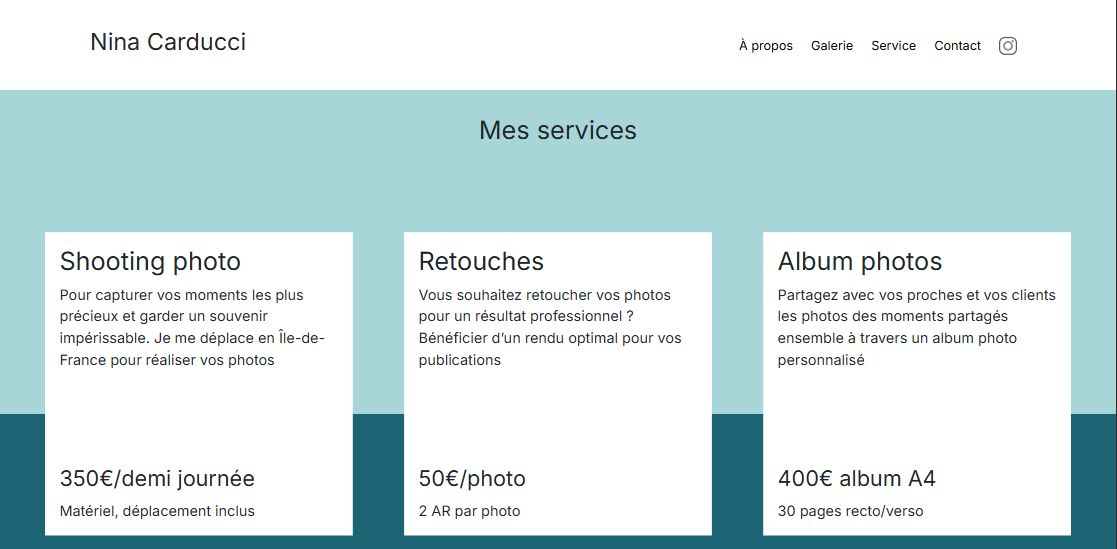 Nina Carducci
À propos Galerie Service Contact
Mes services
Shooting photo
Pour capturer vos moments les plus
précieux et garder un souvenir
impérissable. Je me déplace en Île-de-
France pour réaliser vos photos
350€/demi journée
Matériel, déplacement inclus
Retouches
Vous souhaitez retoucher vos photos
pour un résultat professionnel ?
Bénéficier d'un rendu optimal pour vos
publications
50€/photo
2 AR par photo
Album photos
Partagez avec vos proches et vos clients
les photos des moments partagés
ensemble à travers un album photo
personnalisé
400€ album A4
30 pages recto/verso